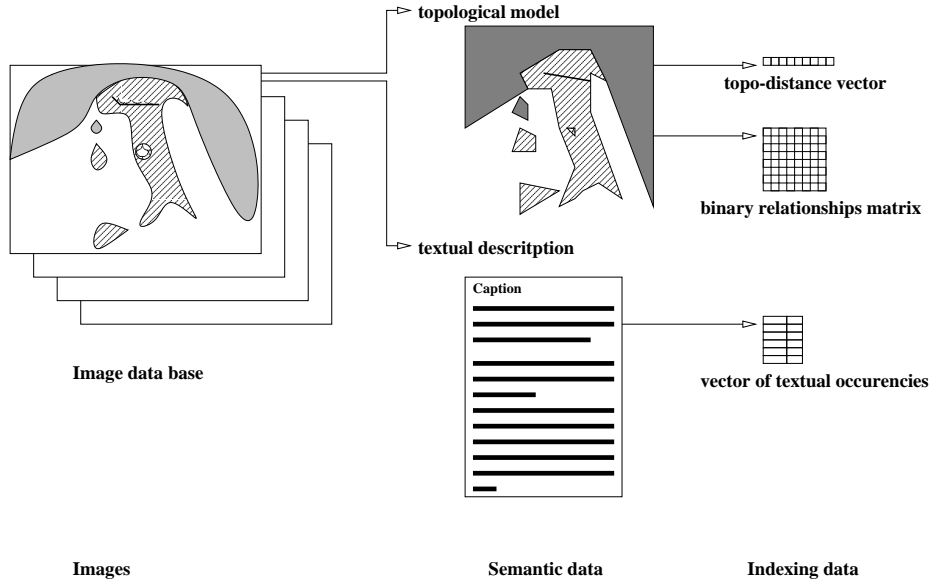 topological model
topo-distance vector
binary relationships matrix
textual descritption
Caption
Image data base
vector of textual occurencies
Images
Semantic data
Indexing data